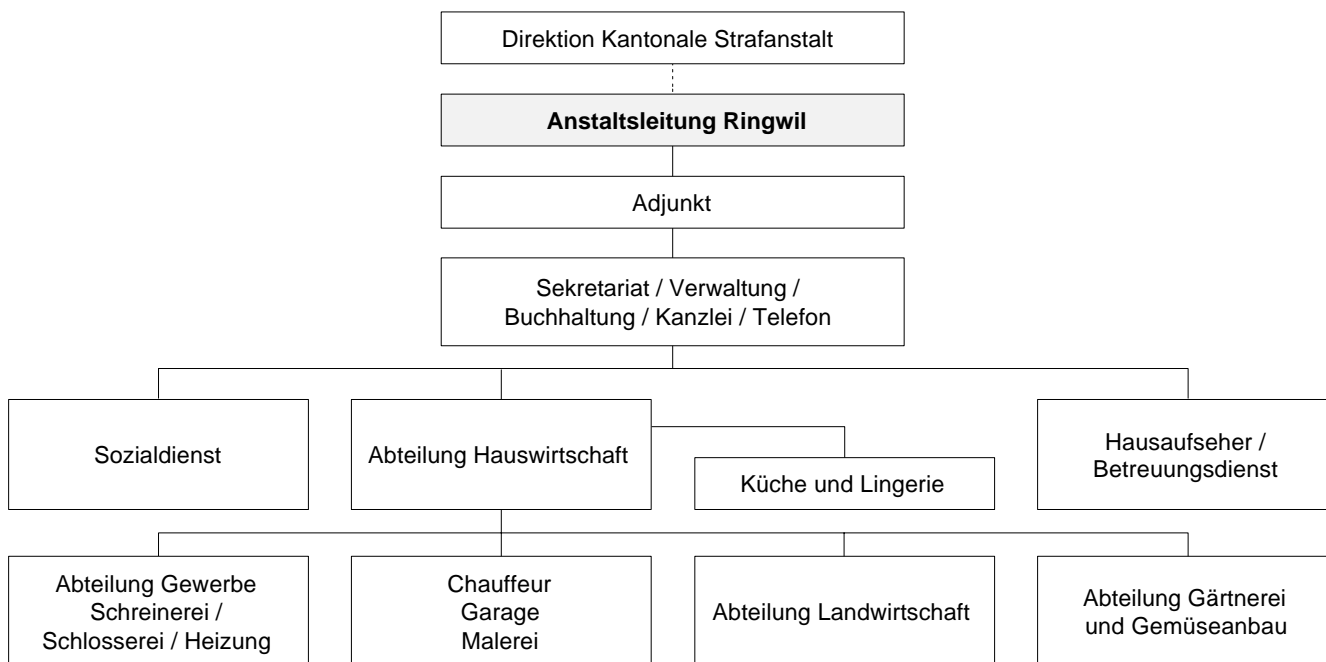 Direktion Kantonale Strafanstalt
Anstaltsleitung Ringwil
Adjunkt
Sekretariat / Verwaltung /
Buchhaltung / Kanzlei / Telefon
Sozialdienst
Abteilung Hauswirtschaft
Küche und Lingerie
Hausaufseher /
Betreuungsdienst
Abteilung Gewerbe
Schreinerei /
Schlosserei / Heizung
Chauffeur
Garage
Malerei
Abteilung Landwirtschaft
Abteilung Gärtnerei
und Gemüseanbau